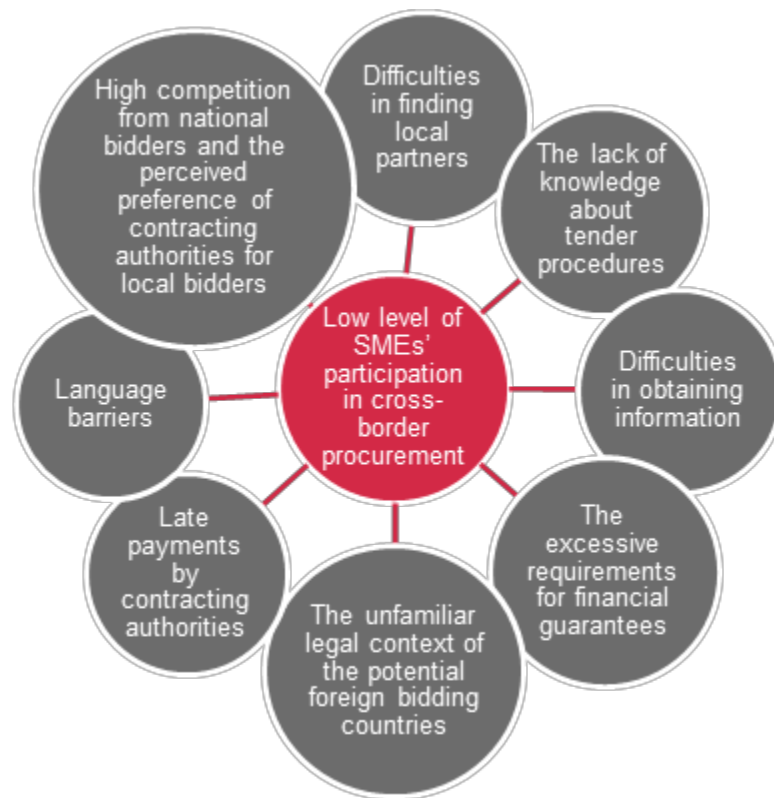 High competition
from national
bidders and the
perceived
preference of
contracting
authorities for
local bidders
Difficulties
in finding
local
partners
The lack of
knowledge
about
tender
procedures
Difficulties
in obtaining
information
The
excessive
requirements
for financial
guarantees
The unfamiliar
legal context of
the potential
foreign bidding
countries
Late
payments
by
contracting
authorities
Language
barriers
Low level of
SMEs'
participation
in cross-
border
procurement